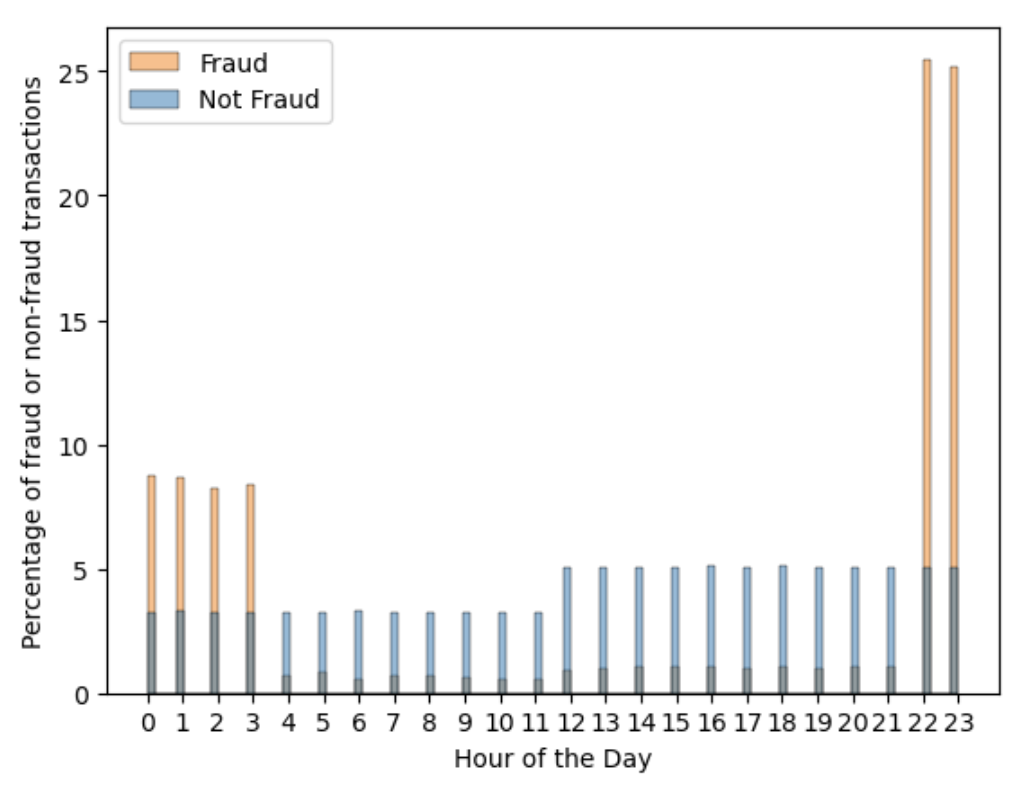 Fraud
Not Fraud
Percentage of fraud or non-fraud transactions
25
20
15
10
5
0
0 1 2 3 4 5 6 7 8 9 10 11 12 13 14 15 16 17 18 19 20 21 22 23
Hour of the Day